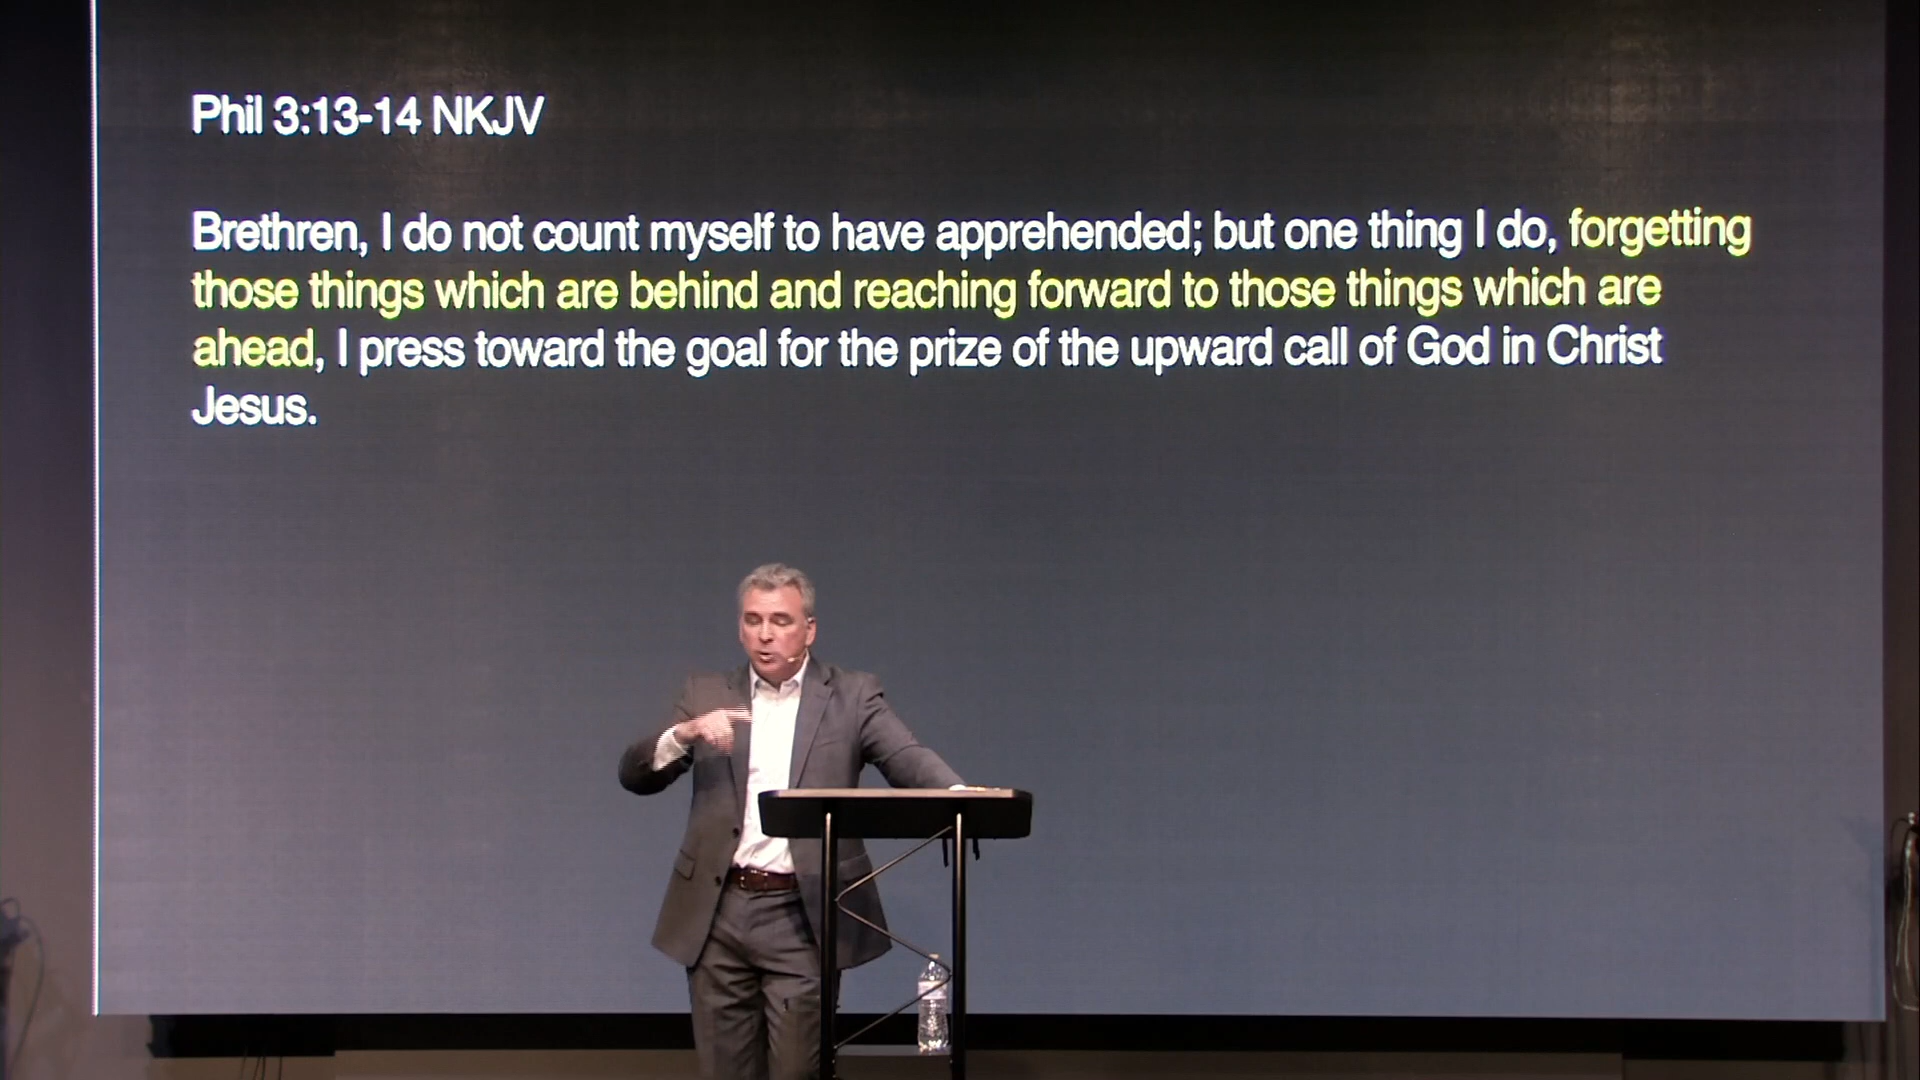 Phil 3:13-14 NKJV
Brethren, I do not count myself to have apprehended; but one thing I do, forgetting
those things which are behind and reaching forward to those things which are
ahead, I press toward the goal for the prize of the upward call of God in Christ
Jesus.